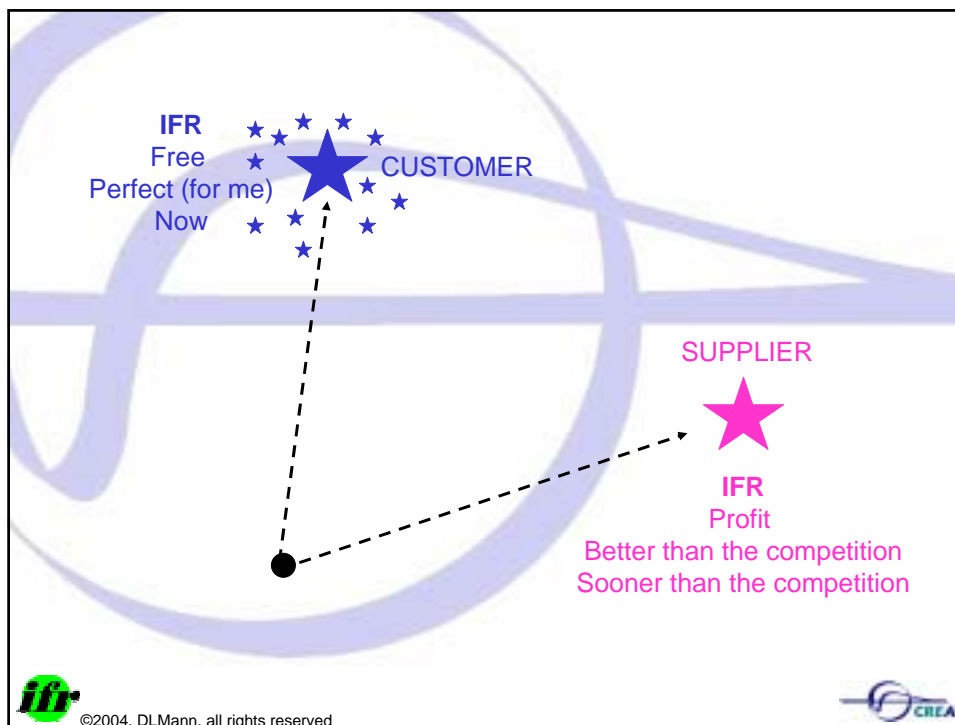 IFR
Free
Perfect (for me)
Now
CUSTOMER
SUPPLIER
IFR
Profit
Better than the competition
Sooner than the competition
ifr
©2004, DLMann, all rights reserved
CREA